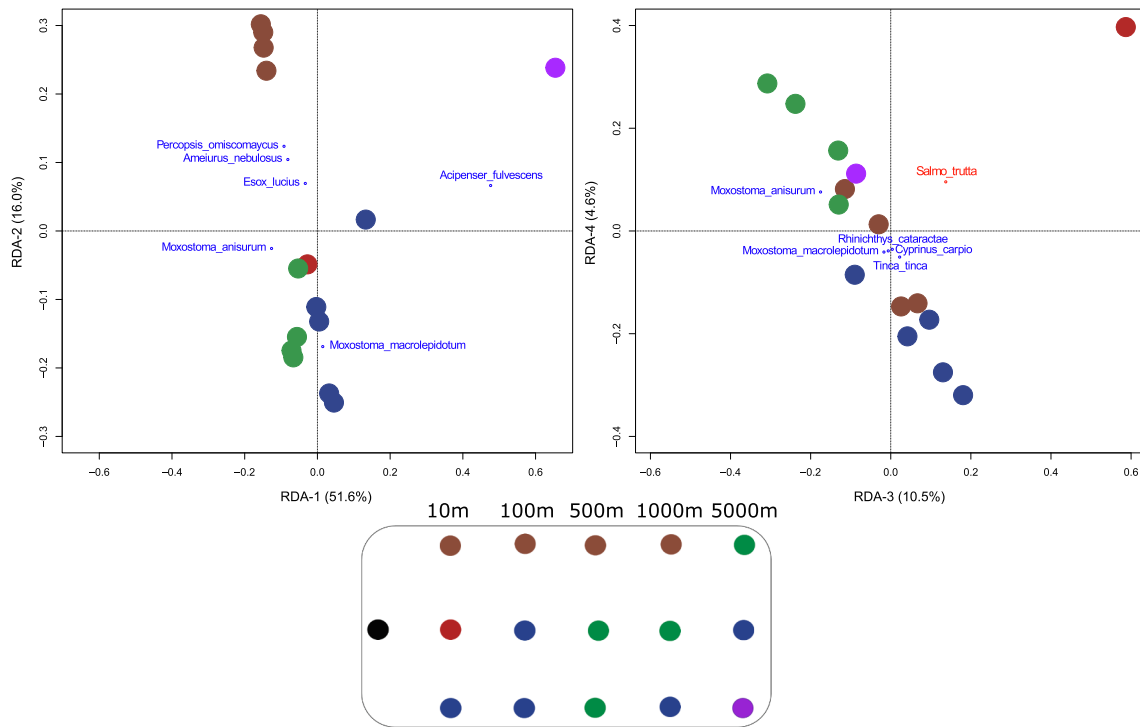 0.3
0.2
0.1
0.0
−0.1
−0.2
−0.3
RDA-2 (16.0%)
Percopsis_omiscomaycus
Ameiurus_nebulosus
Esox_lucius
Acipenser_fulvescens
Moxostoma_anisurum
Moxostoma_macrolepidotum
−0.6 −0.4 −0.2 0.0 0.2 0.4 0.6
RDA-1 (51.6%)
0.4
0.2
0.0
−0.2
−0.4
RDA-4 (4.6%)
Salmo_trutta
Moxostoma_anisurum
Rhinichthys_cataractae
Moxostoma_macrolepidotum
Cyprinus_carpio
Tinca_tinca
−0.6 −0.4 −0.2 0.0 0.2 0.4 0.6
RDA-3 (10.5%)
10m 100m 500m 1000m 5000m